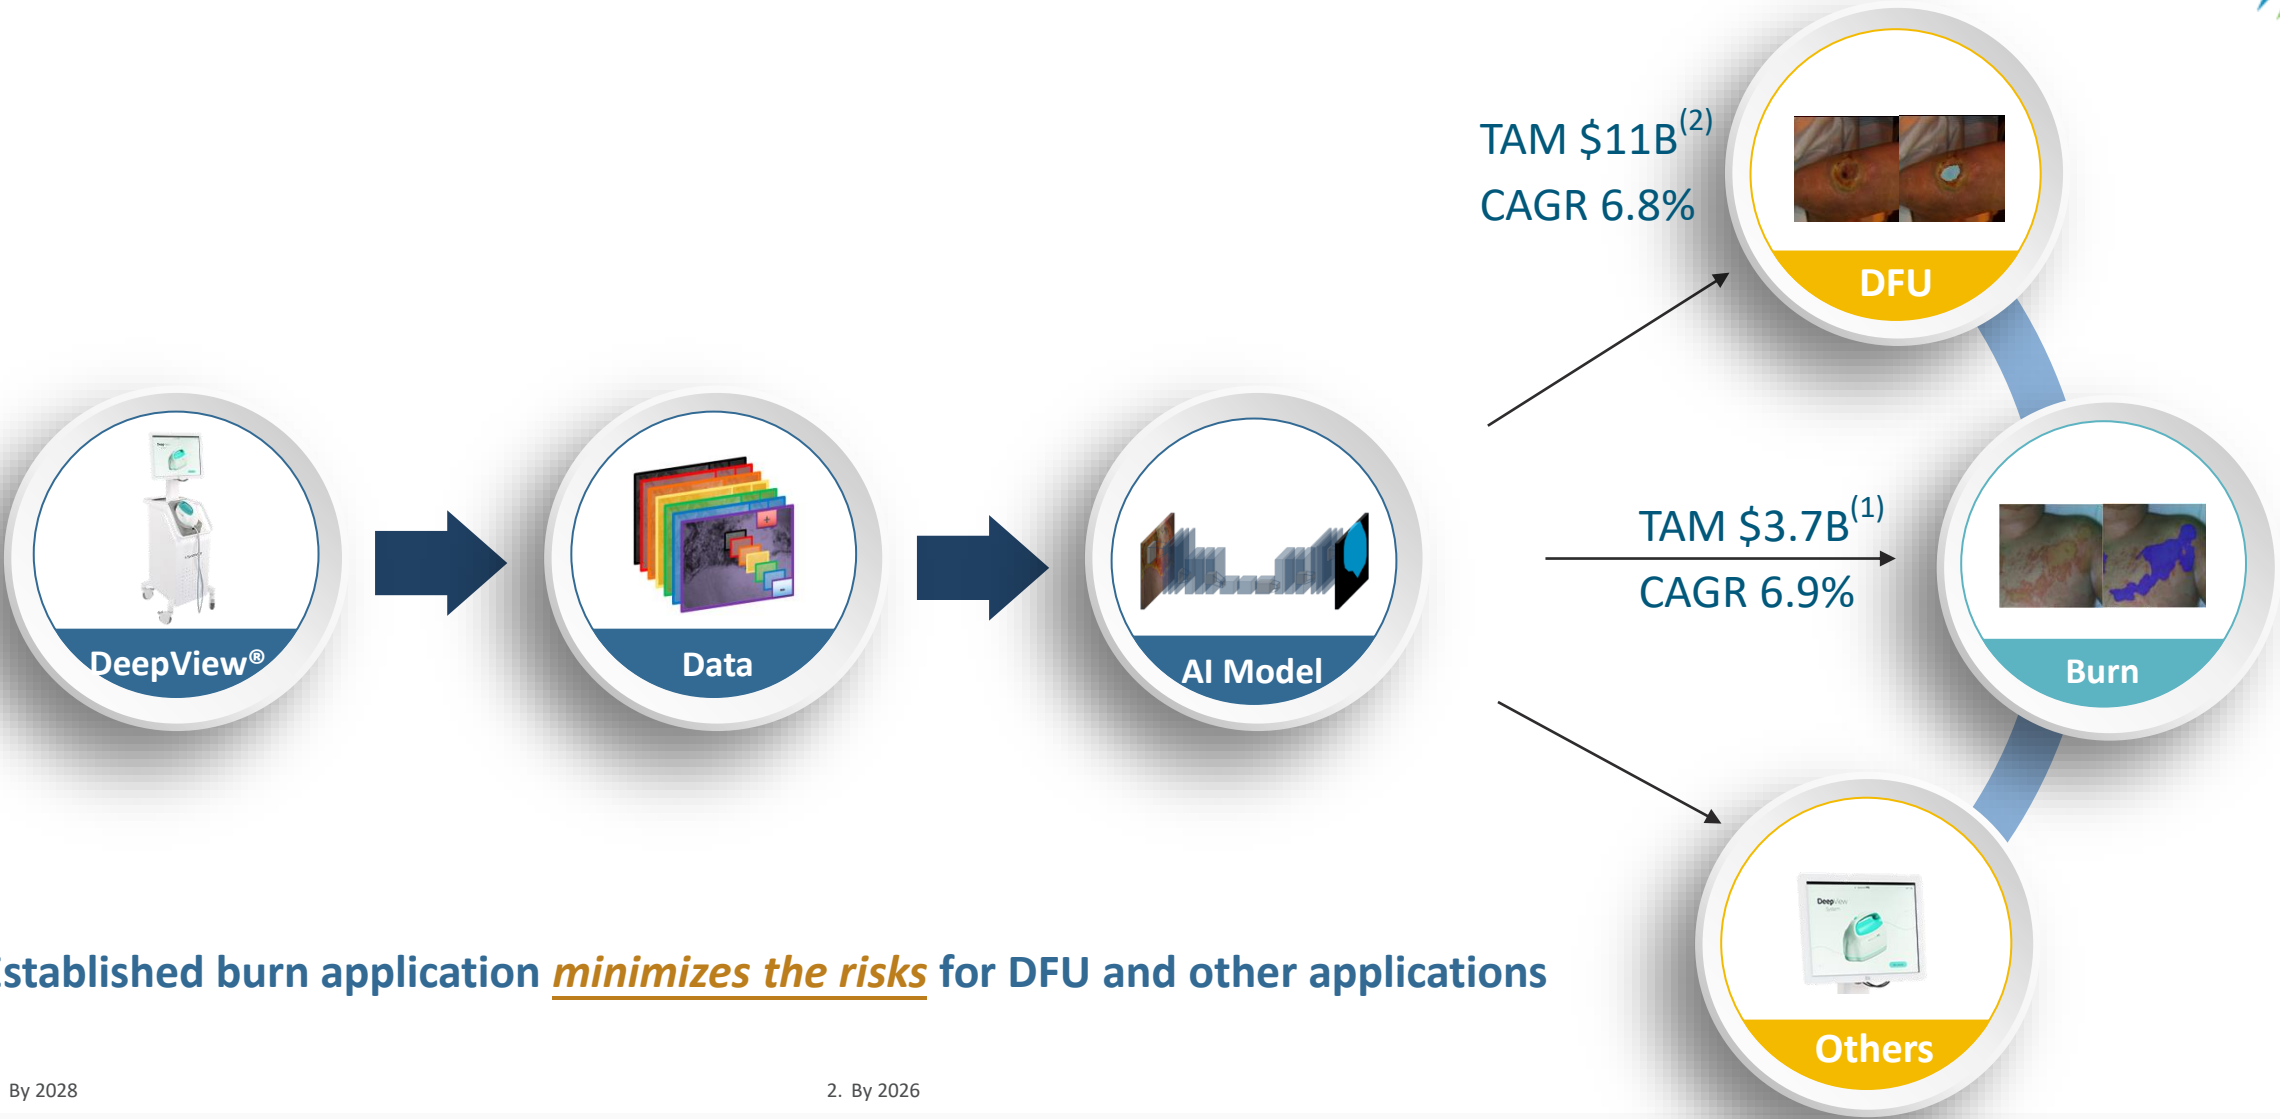 TAM $11B(2)
CAGR 6.8%
DFU
DeepView®
Data
AI Model
TAM $3.7B(1)
CAGR 6.9%
Burn
DeepView
Others
stablished burn application minimizes the risks for DFU and other applications
By 2028
2. By 2026